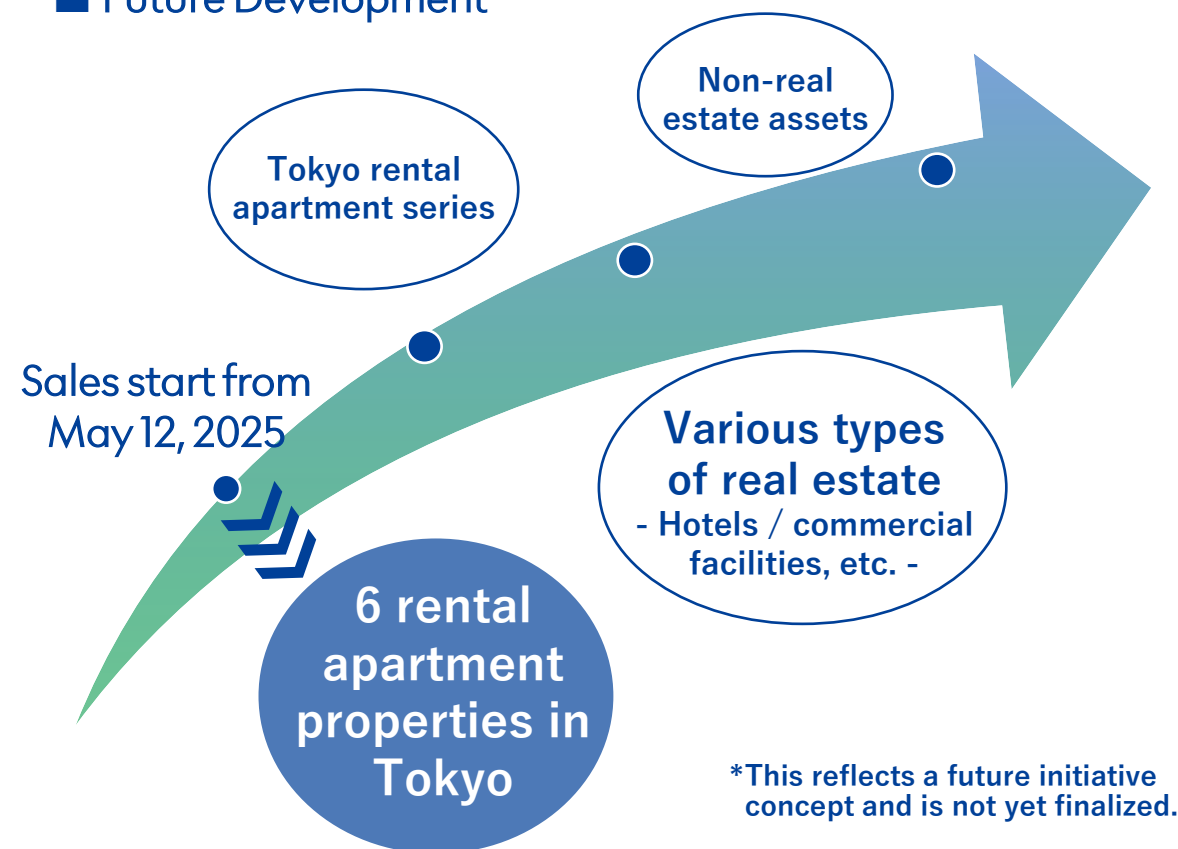 Future Development
Non-real
estate assets
Tokyo rental
apartment series
Sales start from
May 12, 2025
Various types
of real estate
- Hotels / commercial
facilities, etc. -
6 rental
apartment
properties in
Tokyo
*This reflects a future initiative
concept and is not yet finalized.